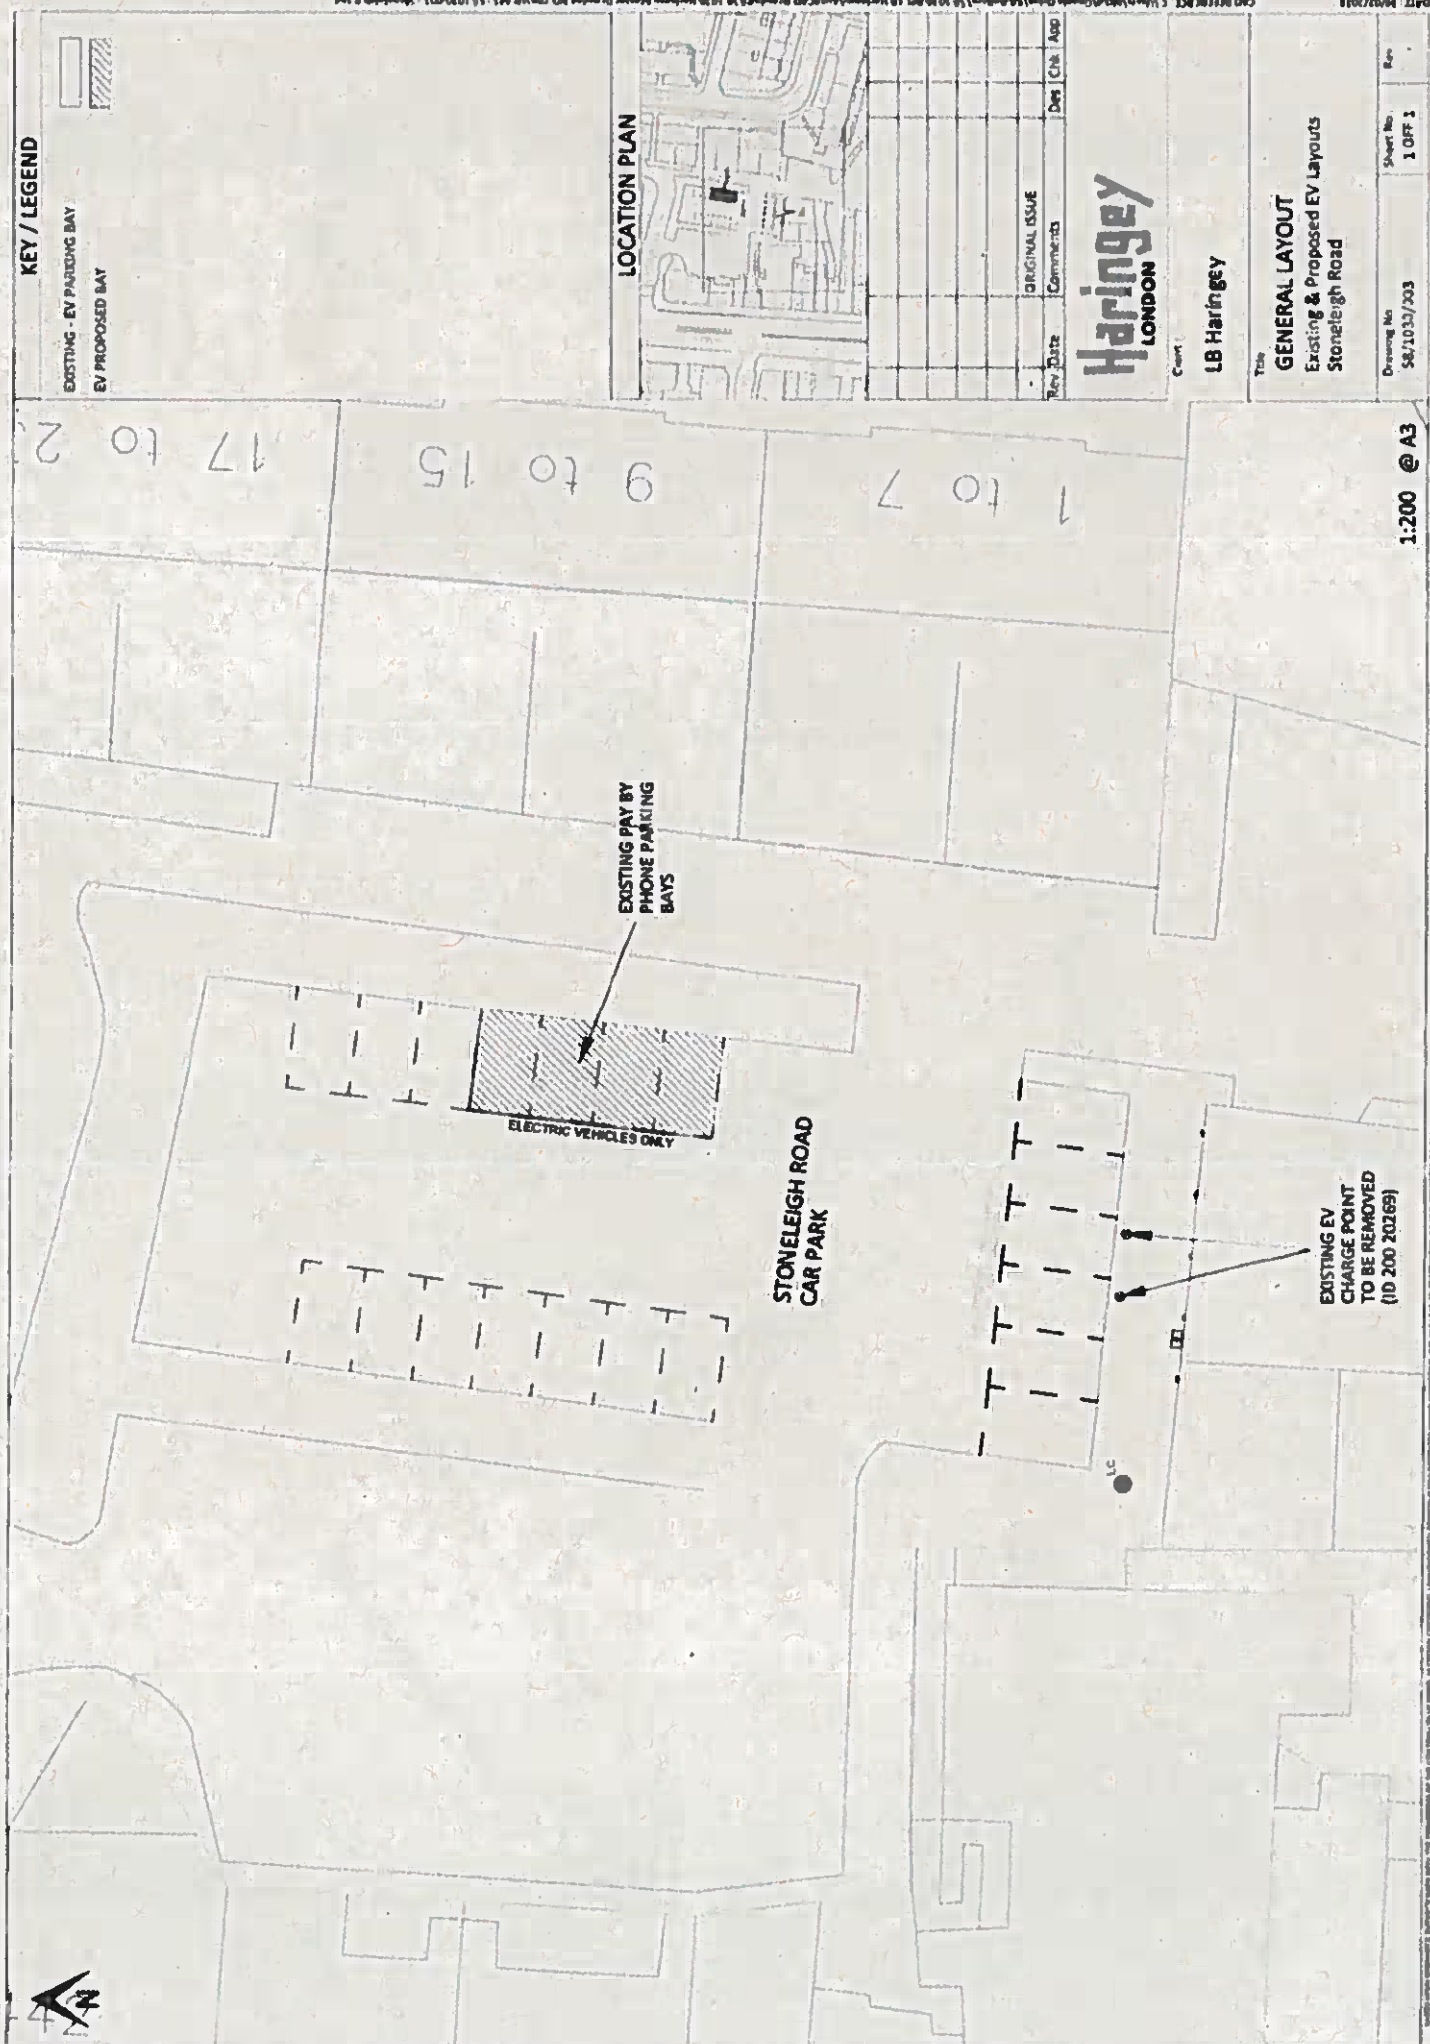 KEY / LEGEND
EXISTING - EV PARKING BAY
EV PROPOSED BAY
LOCATION PLAN
ORIGINAL ISSUE
Rev Date Comments Des Chk App
Haringey
LONDON
Client
LB Haringey
Title
GENERAL LAYOUT
Existing & Proposed EV Layouts
Stoneleigh Road
Drawing No
Sheet No
1 OFF 1
Rev
1:200 @ A3
17 to
9 to 15
1 to 7
EXISTING PAY BY
PHONE PARKING
BAYS
ELECTRIC VEHICLES ONLY
STONELEIGH ROAD
CAR PARK
EXISTING EV
CHARGE POINT
TO BE REMOVED
(ID 200 20269)
LC
N